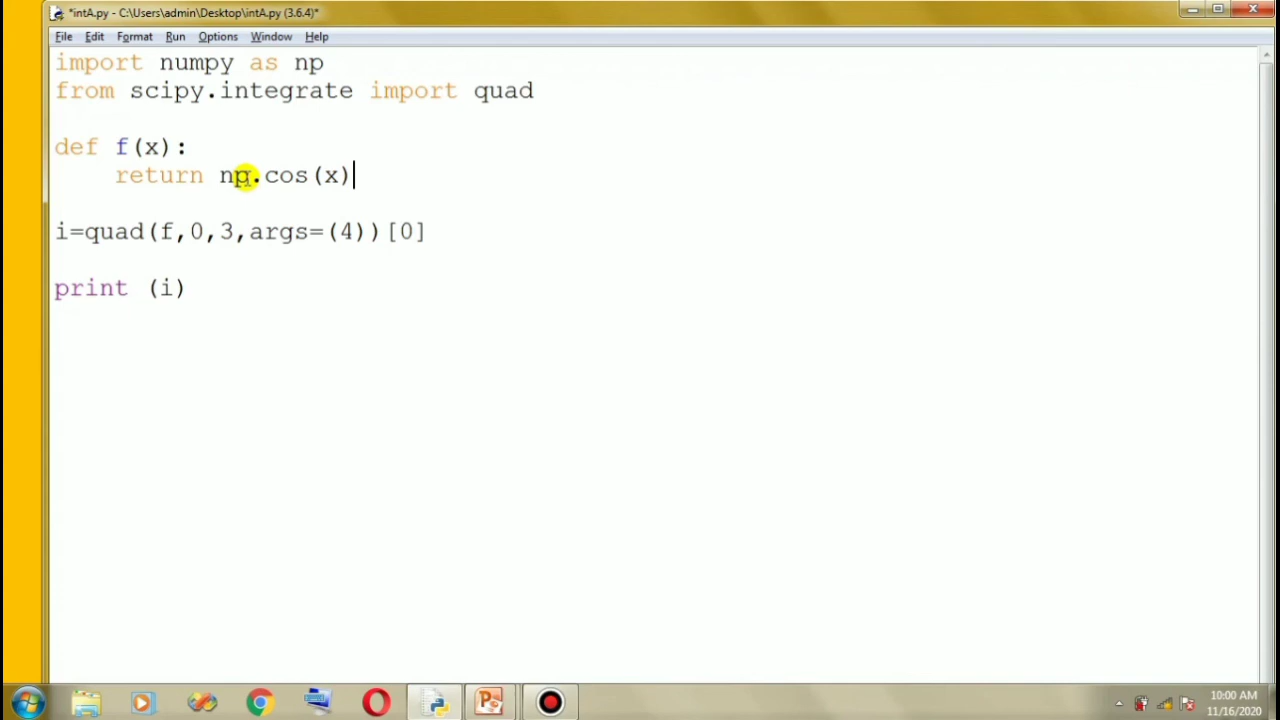 *intA.py - C:\Users\admin\Desktop\intA.py (3.6.4)*
File Edit Format Run Options Window Help
import numpy as np
from scipy.integrate import quad
def f(x):
    return np.cos(x)
i=quad(f,0,3,args=(4))[0]
print (i)
10:00 AM
11/16/2020